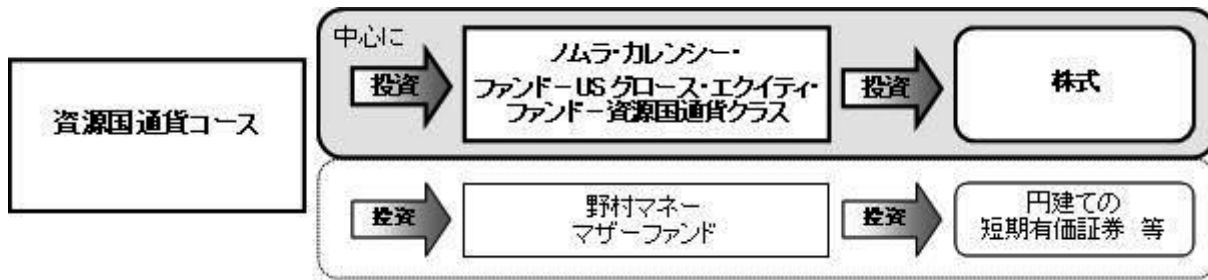 資源国通貨コース
中心に
投資
ノムラ・カレンシー・
ファンド－US グロース・エクイティ・
ファンド－資源国通貨クラス
投資
株式
投資
野村マネー
マザーファンド
投資
円建ての
短期有価証券 等